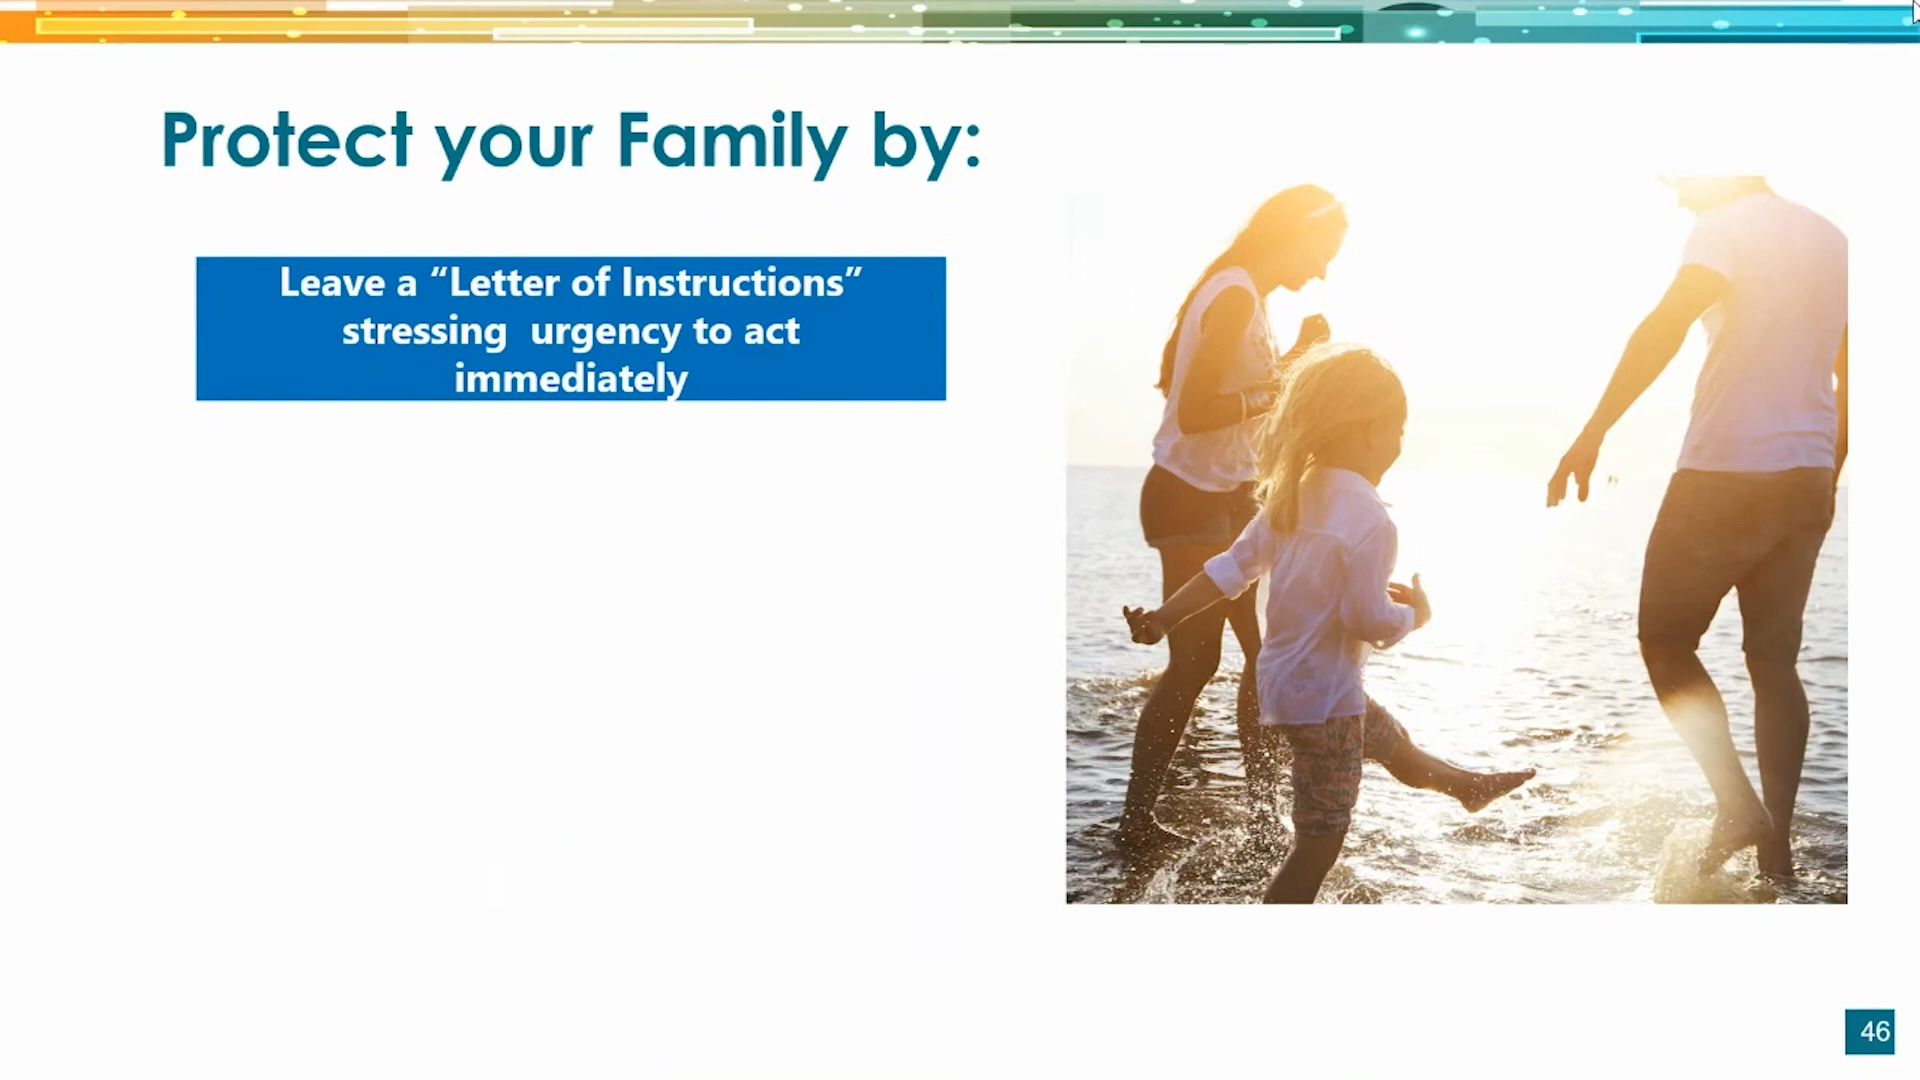 Protect your Family by:
Leave a “Letter of Instructions”
stressing  urgency to act
immediately
46